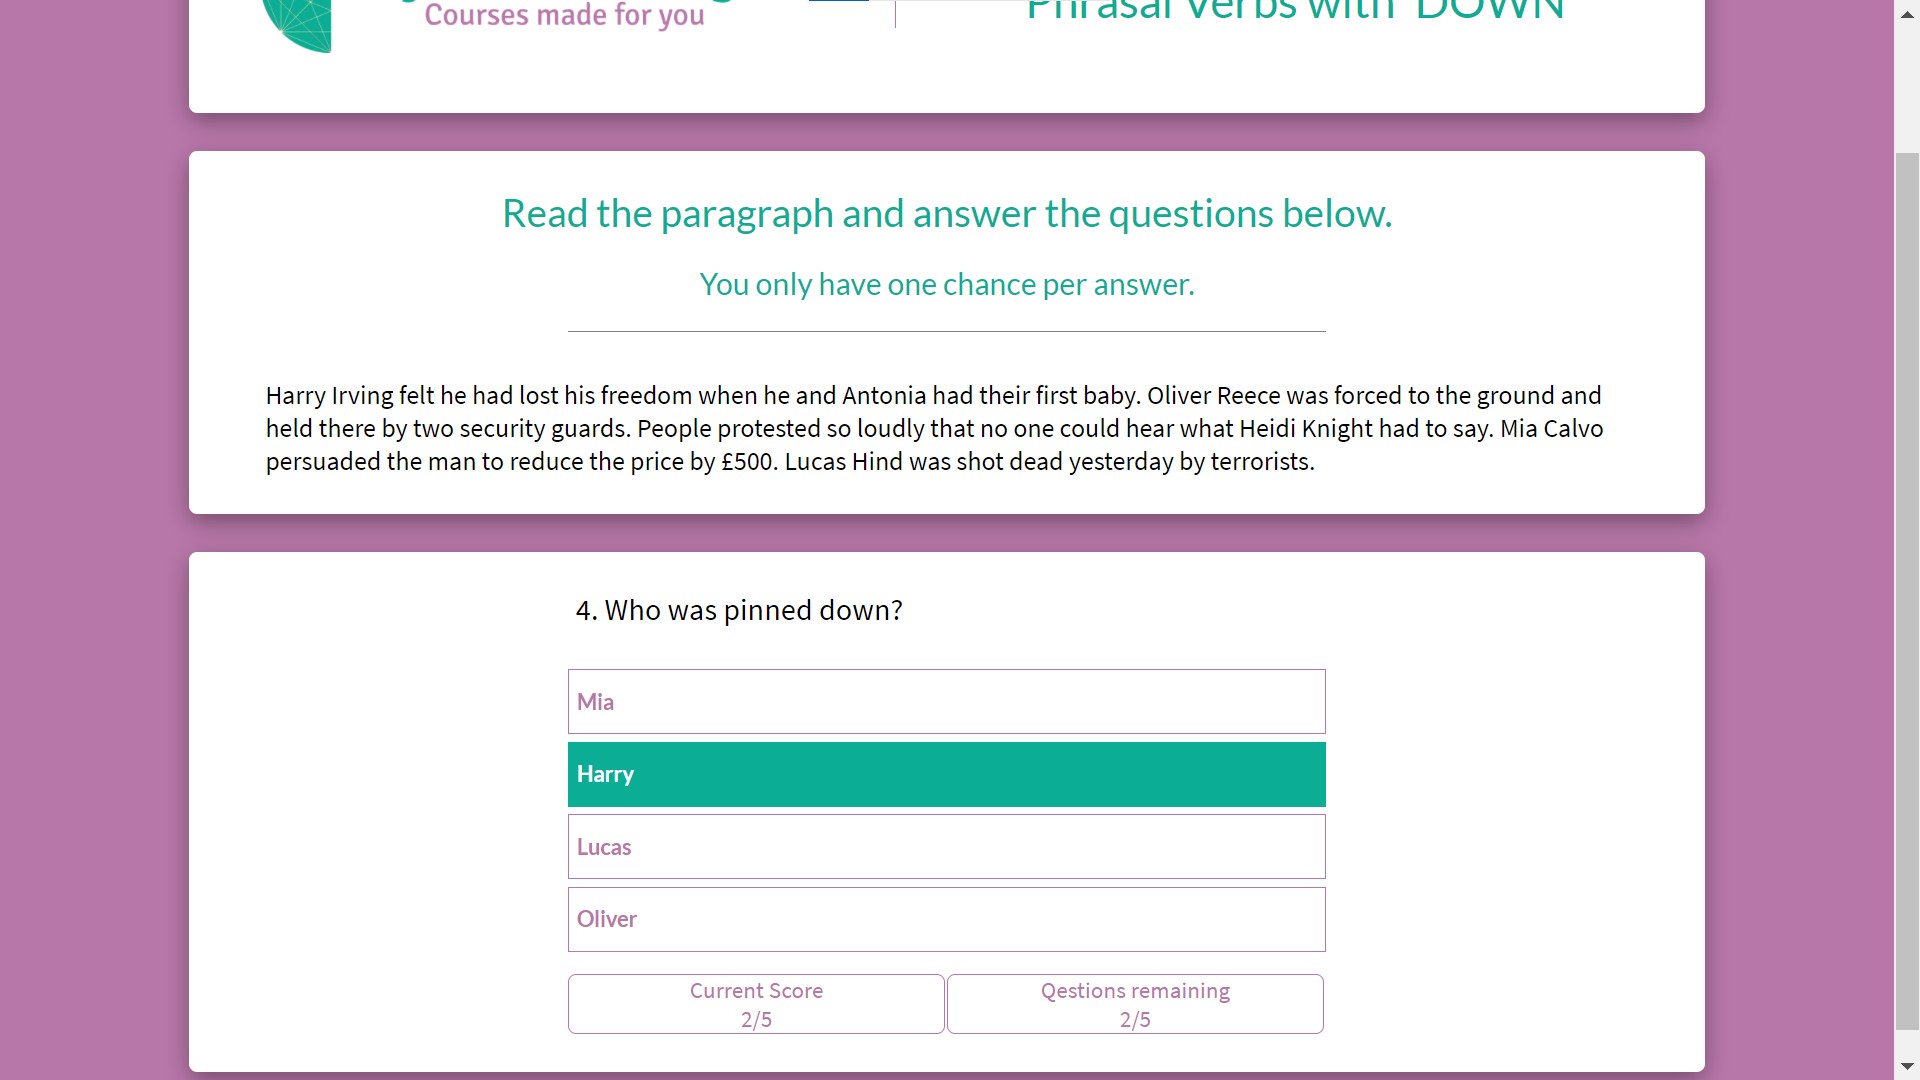 Courses made for you
Phrasal Verbs with 'DOWN'
Read the paragraph and answer the questions below.
You only have one chance per answer.
Harry Irving felt he had lost his freedom when he and Antonia had their first baby. Oliver Reece was forced to the ground and
held there by two security guards. People protested so loudly that no one could hear what Heidi Knight had to say. Mia Calvo
persuaded the man to reduce the price by £500. Lucas Hind was shot dead yesterday by terrorists.
4. Who was pinned down?
Mia
Harry
Lucas
Oliver
Current Score
2/5
Qestions remaining
2/5